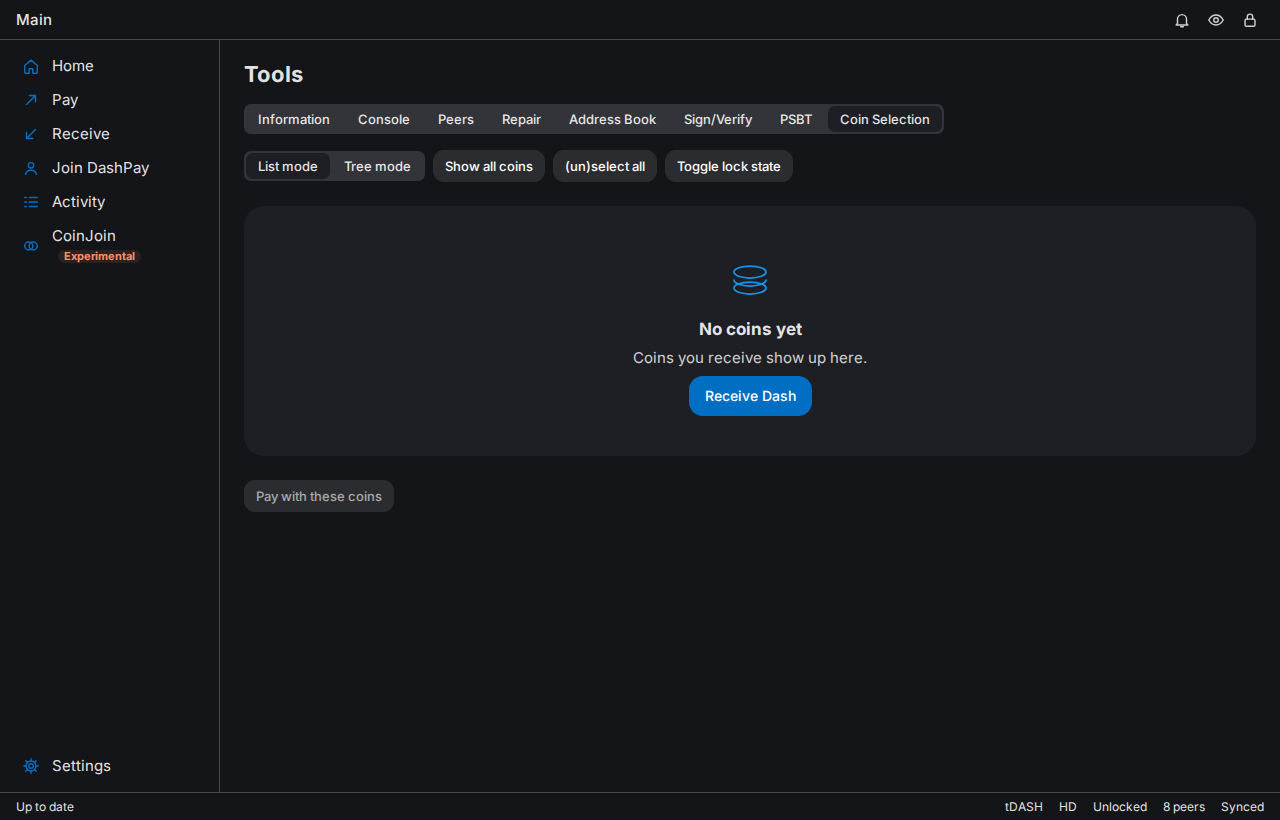 Main
Home
Pay
Receive
Join DashPay
Activity
CoinJoin
Experimental
Settings
Tools
Information Console Peers Repair Address Book Sign/Verify PSBT Coin Selection
List mode Tree mode Show all coins (un)select all Toggle lock state
No coins yet
Coins you receive show up here.
Receive Dash
Pay with these coins
Up to date tDASH HD Unlocked 8 peers Synced